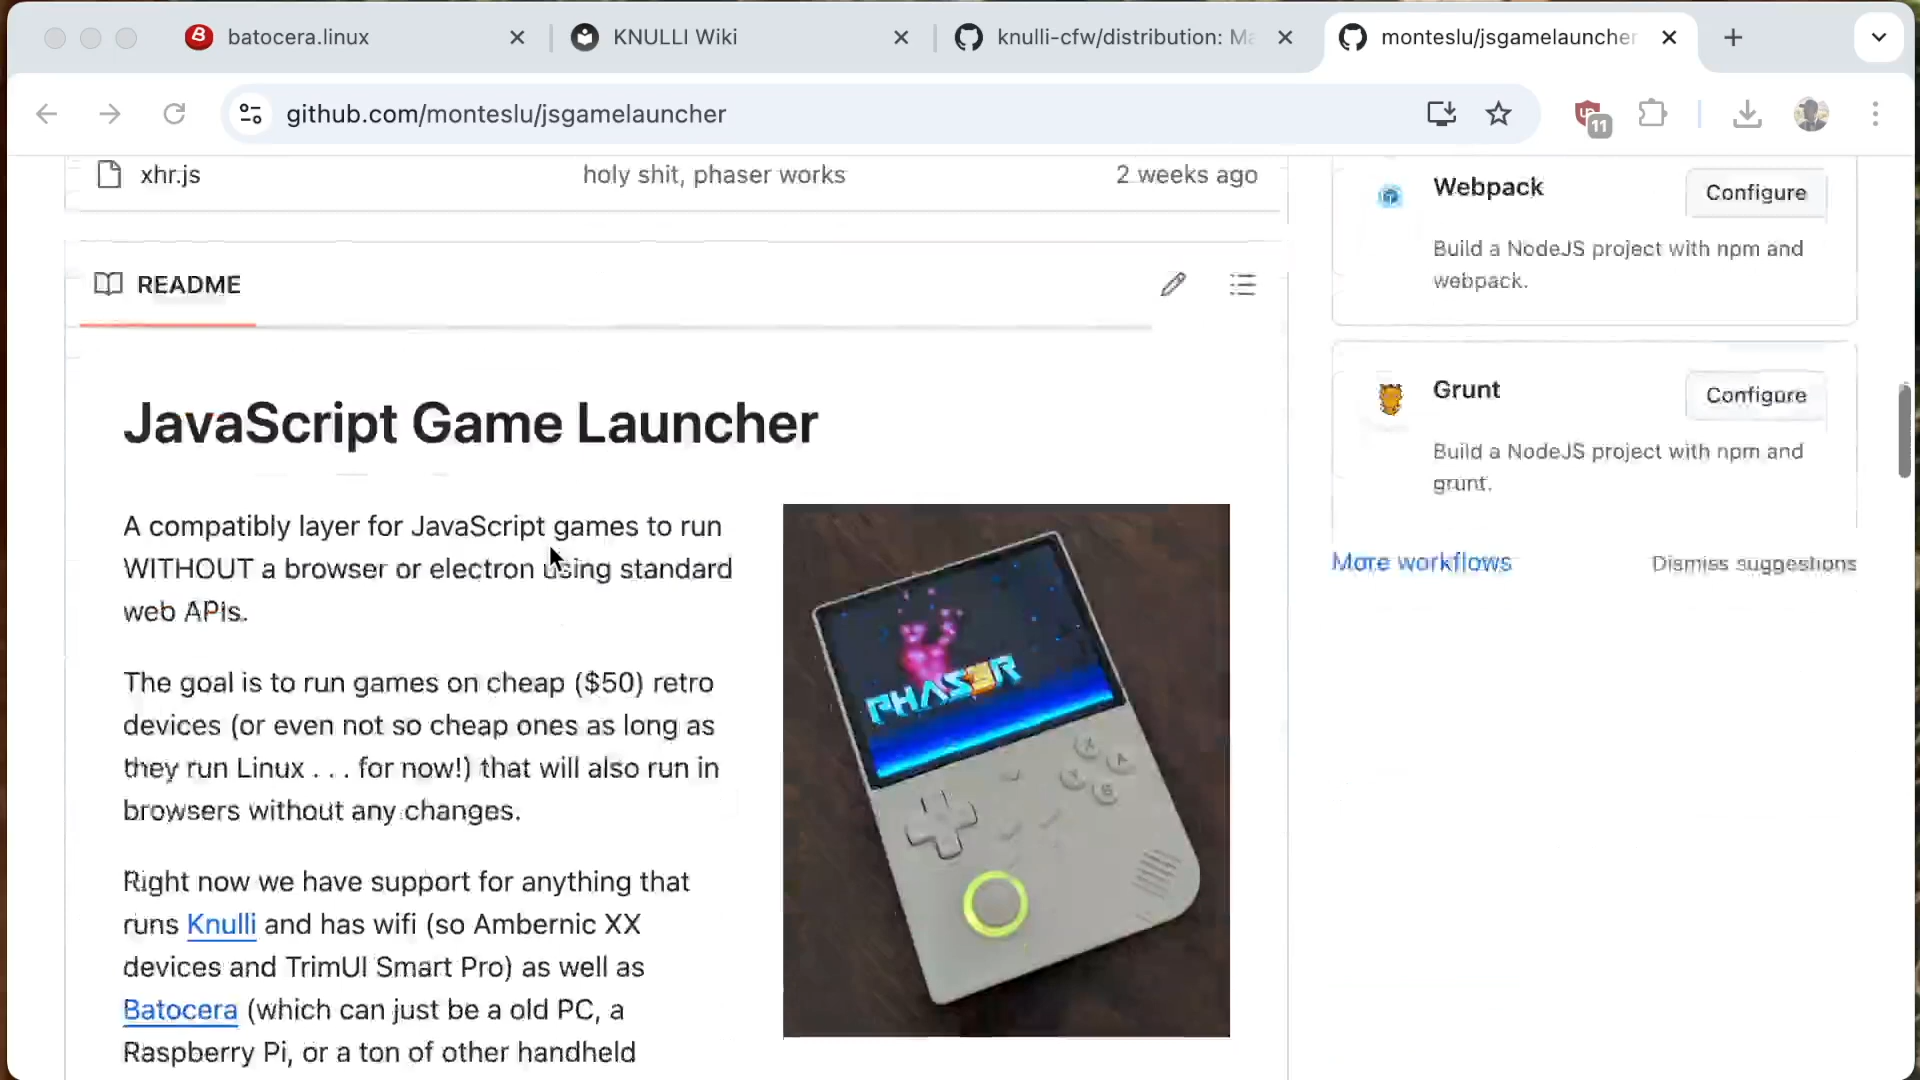 batocera.linux
KNULLI Wiki
knulli-cfw/distribution: Ma
monteslu/jsgamelauncher
github.com/monteslu/jsgamelauncher
11
xhr.js holy shit, phaser works 2 weeks ago
README
JavaScript Game Launcher
A compatibly layer for JavaScript games to run
WITHOUT a browser or electron using standard
web APIs.
The goal is to run games on cheap ($50) retro
devices (or even not so cheap ones as long as
they run Linux . . . for now!) that will also run in
browsers without any changes.
Right now we have support for anything that
runs Knulli and has wifi (so Ambernic XX
devices and TrimUI Smart Pro) as well as
Batocera (which can just be a old PC, a
Raspberry Pi, or a ton of other handheld
PHASER
X
A
Y
B
Webpack
Configure
Build a NodeJS project with npm and
webpack.
Grunt
Configure
Build a NodeJS project with npm and
grunt.
More workflows
Dismiss suggestions